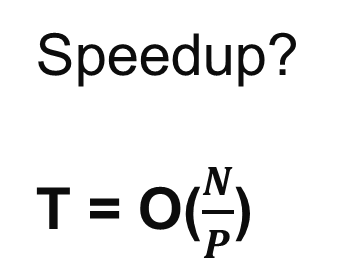 Speedup?
T = O(N/P)